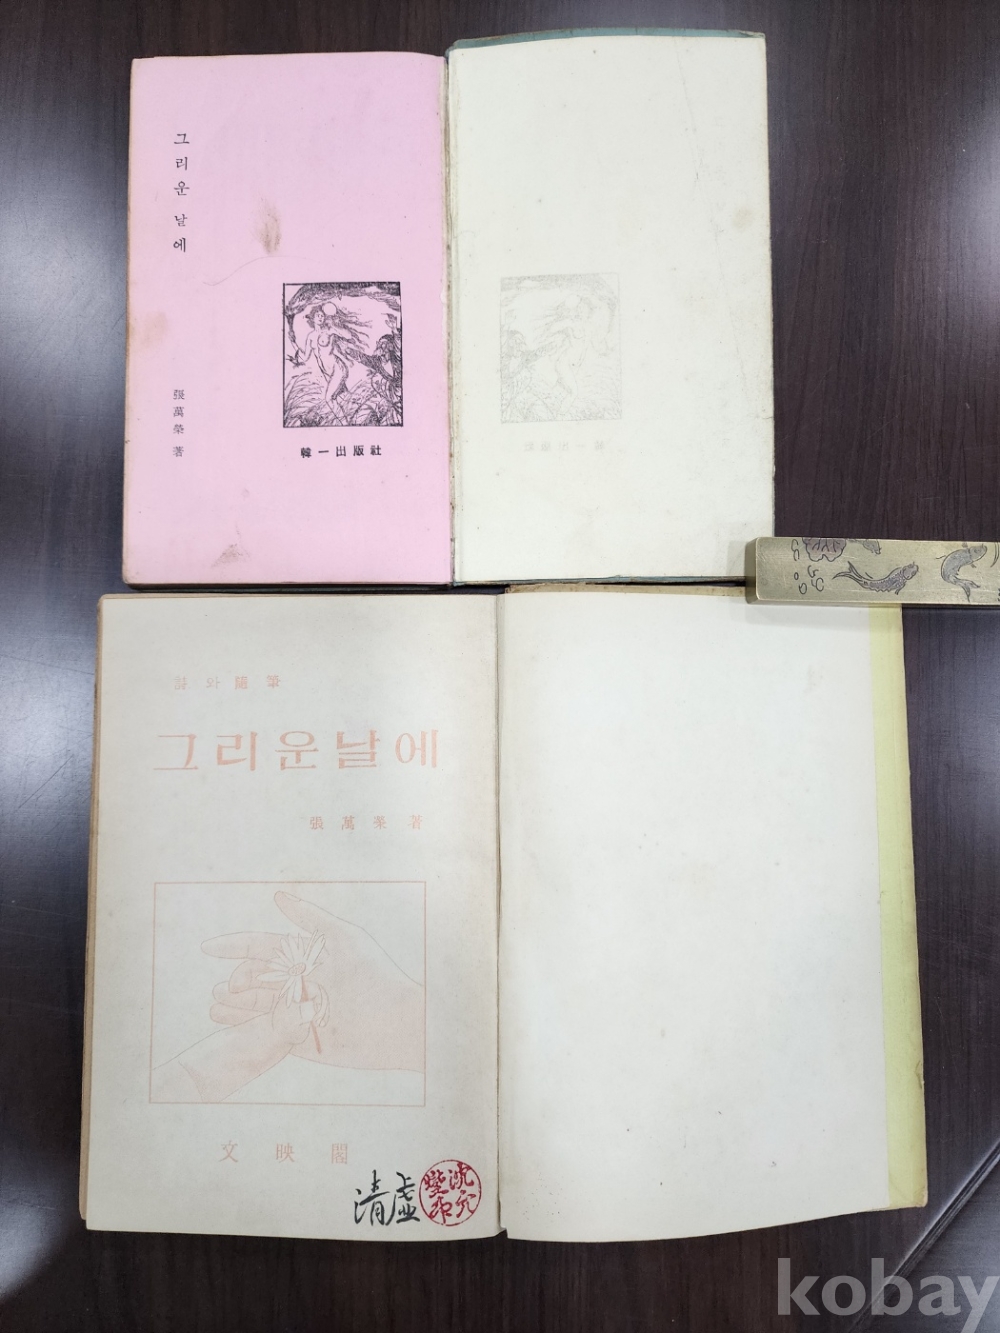 그리운 날에
張萬榮 著
韓一出版社
詩와 隨筆
그리운날에
張萬榮 著
文映閣
淸虛
kobay